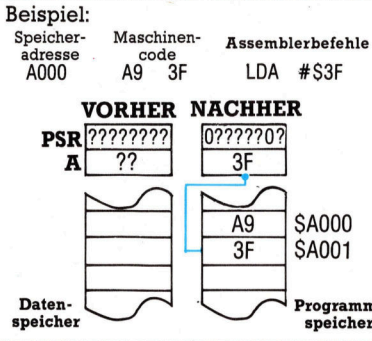 Beispiel:
Speicher- Maschinen- Assemblerbefehle
adresse code
A000 A9 3F LDA #$3F
VORHER NACHHER
PSR ???????? 0?????0?
A ?? 3F
A9 $A000
3F $A001
Daten- Programm
speicher speicher